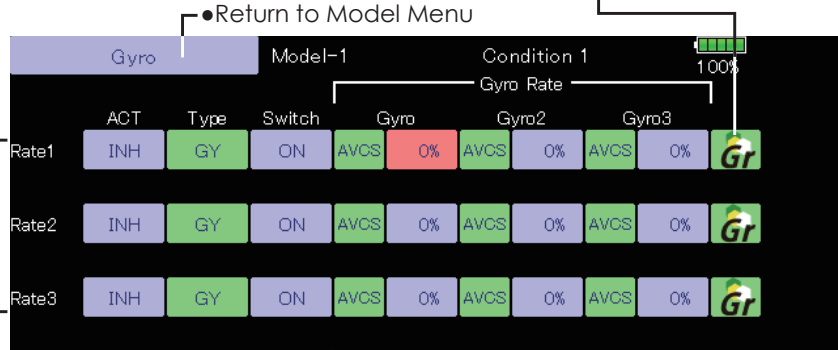 ●Return to Model Menu
Gyro Model-1 Condition 1 100%
Gyro Rate
ACT Type Switch Gyro Gyro2 Gyro3
Rate1 INH GY ON AVCS 0% AVCS 0% AVCS 0% Gr
Rate2 INH GY ON AVCS 0% AVCS 0% AVCS 0% Gr
Rate3 INH GY ON AVCS 0% AVCS 0% AVCS 0% Gr